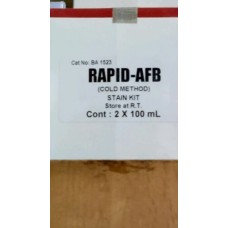 Cat No: BA 1523
RAPID-AFB
(COLD METHOD)
STAIN KIT
Store at R.T.
Cont : 2 X 100 mL